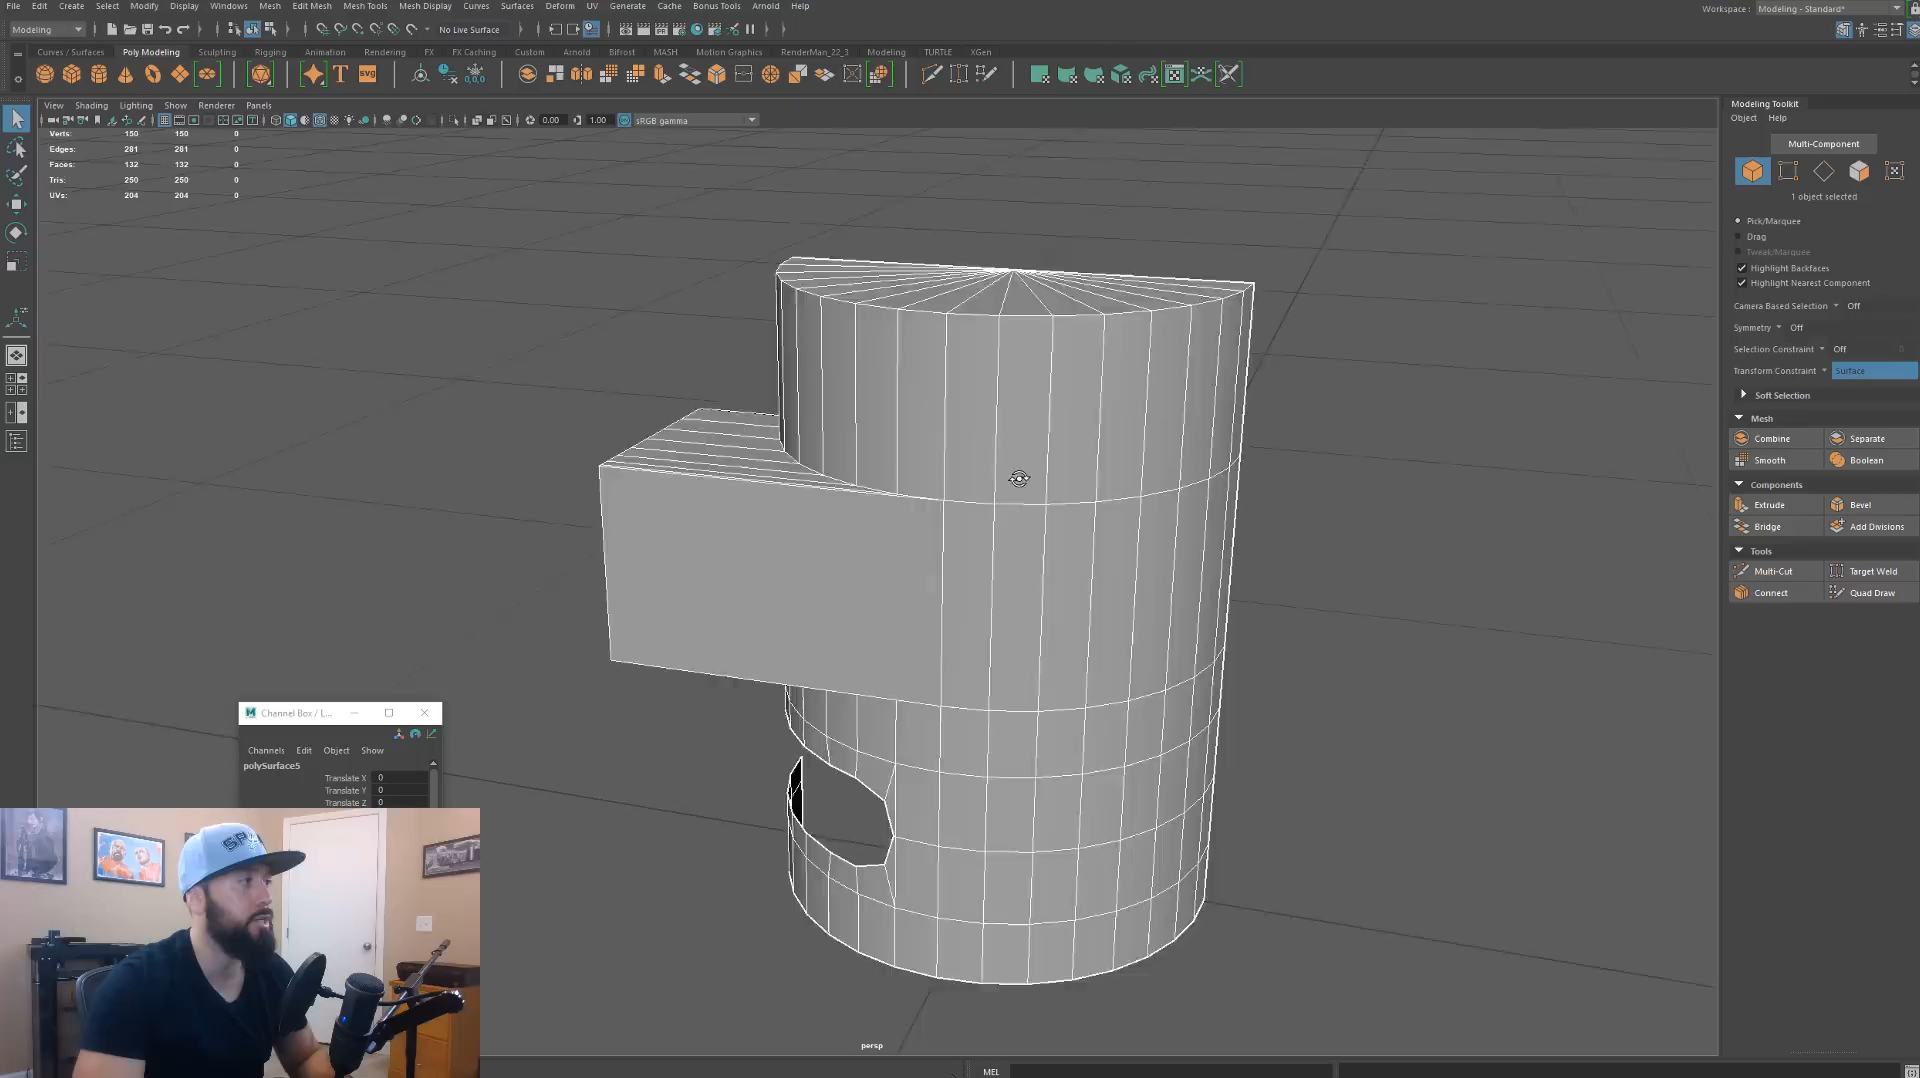 File Edit Create Select Modify Display Windows Mesh Edit Mesh Mesh Tools Mesh Display Curves Surfaces Deform UV Generate Cache Bonus Tools Arnold Help
Workspace : Modeling - Standard*
Modeling No Live Surface
Curves / Surfaces Poly Modeling Sculpting Rigging Animation Rendering FX FX Caching Custom Arnold Bifrost MASH Motion Graphics RenderMan_22_3 Modeling TURTLE XGen
svg 0,0,0
View Shading Lighting Show Renderer Panels
0.00 1.00 sRGB gamma
Verts: 150 150 0
Edges: 281 281 0
Faces: 132 132 0
Tris: 250 250 0
UVs: 204 204 0
Modeling Toolkit
Object Help
Multi-Component
1 object selected
Pick/Marquee
Drag
Tweak/Marquee
Highlight Backfaces
Highlight Nearest Component
Camera Based Selection Off
Symmetry Off
Selection Constraint Off 0
Transform Constraint Surface
Soft Selection
Mesh
Combine Separate
Smooth Boolean
Components
Extrude Bevel
Bridge Add Divisions
Tools
Multi-Cut Target Weld
Connect Quad Draw
Channel Box / L...
Channels Edit Object Show
polySurface5
Translate X 0
Translate Y 0
Translate Z 0
persp
MEL